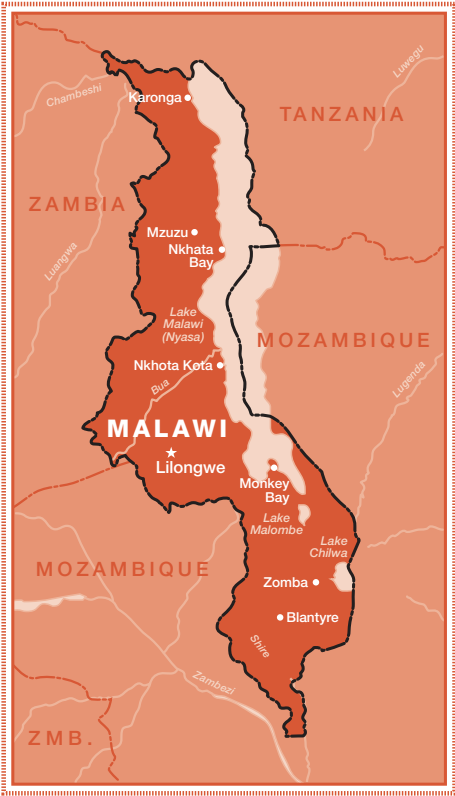 Luwegu
Chambeshi
Karonga
TANZANIA
ZAMBIA
Mzuzu
Nkhata
Bay
Luangwa
Lake
Malawi
(Nyasa)
MOZAMBIQUE
Nkhota Kota
Bua
Lugenda
MALAWI
Lilongwe
Monkey
Bay
Lake
Malombe
Lake
Chilwa
MOZAMBIQUE
Zomba
Blantyre
Shire
Zambezi
ZMB.